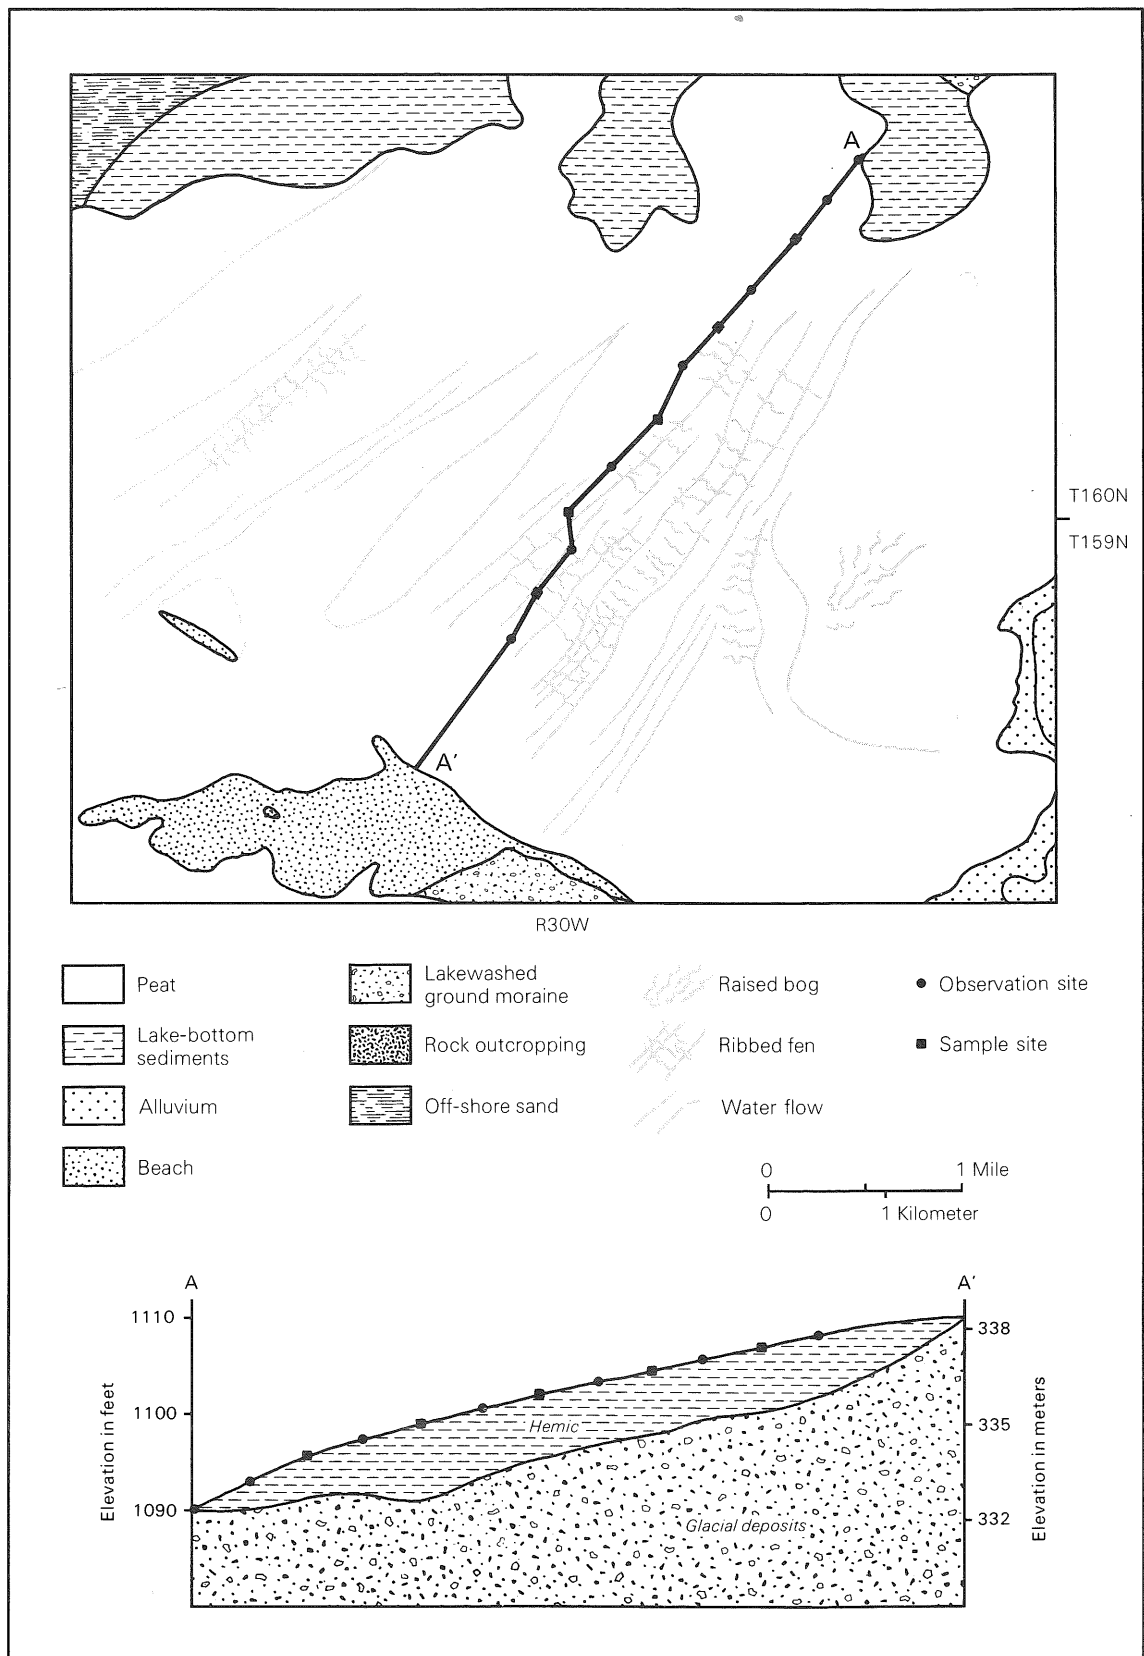 A
T160N
T159N
A′
R30W
Peat
Lake-bottom
sediments
Alluvium
Beach
Lakewashed
ground moraine
Rock outcropping
Off-shore sand
Raised bog
Ribbed fen
Water flow
Observation site
Sample site
0 1 Mile
0 1 Kilometer
A A′
1110
1100
1090
Elevation in feet
338
335
332
Elevation in meters
Hemic
Glacial deposits